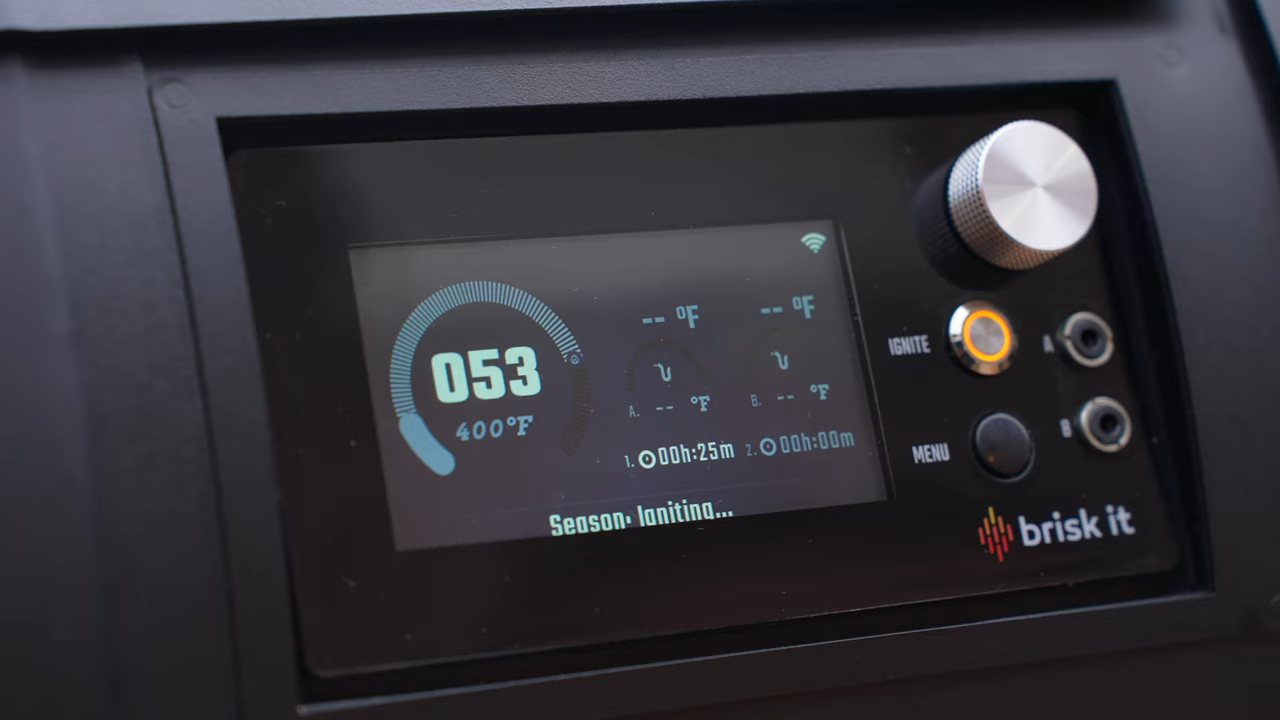 -- °F
-- °F
053
400°F
A. -- °F
B. -- °F
1. 00h:25m
2. 00h:00m
Season: Igniting...
IGNITE
A
MENU
B
brisk it